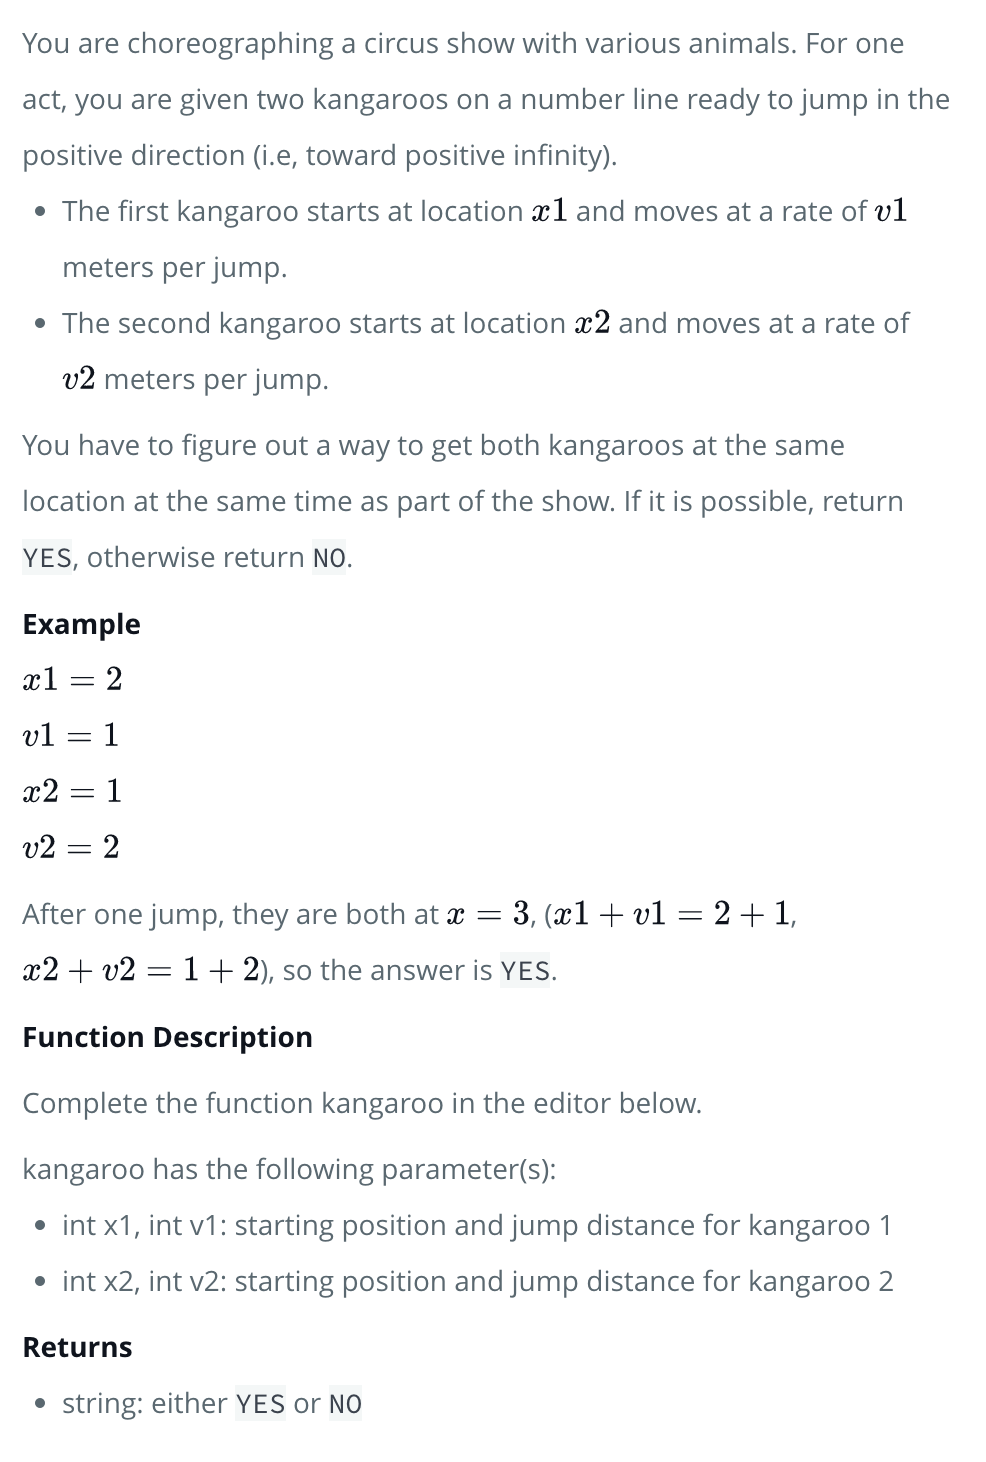 You are choreographing a circus show with various animals. For one
act, you are given two kangaroos on a number line ready to jump in the
positive direction (i.e, toward positive infinity).
• The first kangaroo starts at location x1 and moves at a rate of v1
meters per jump.
• The second kangaroo starts at location x2 and moves at a rate of
v2 meters per jump.
You have to figure out a way to get both kangaroos at the same
location at the same time as part of the show. If it is possible, return
YES, otherwise return NO.
Example
x1 = 2
v1 = 1
x2 = 1
v2 = 2
After one jump, they are both at x = 3, (x1 + v1 = 2 + 1,
x2 + v2 = 1 + 2), so the answer is YES.
Function Description
Complete the function kangaroo in the editor below.
kangaroo has the following parameter(s):
• int x1, int v1: starting position and jump distance for kangaroo 1
• int x2, int v2: starting position and jump distance for kangaroo 2
Returns
• string: either YES or NO